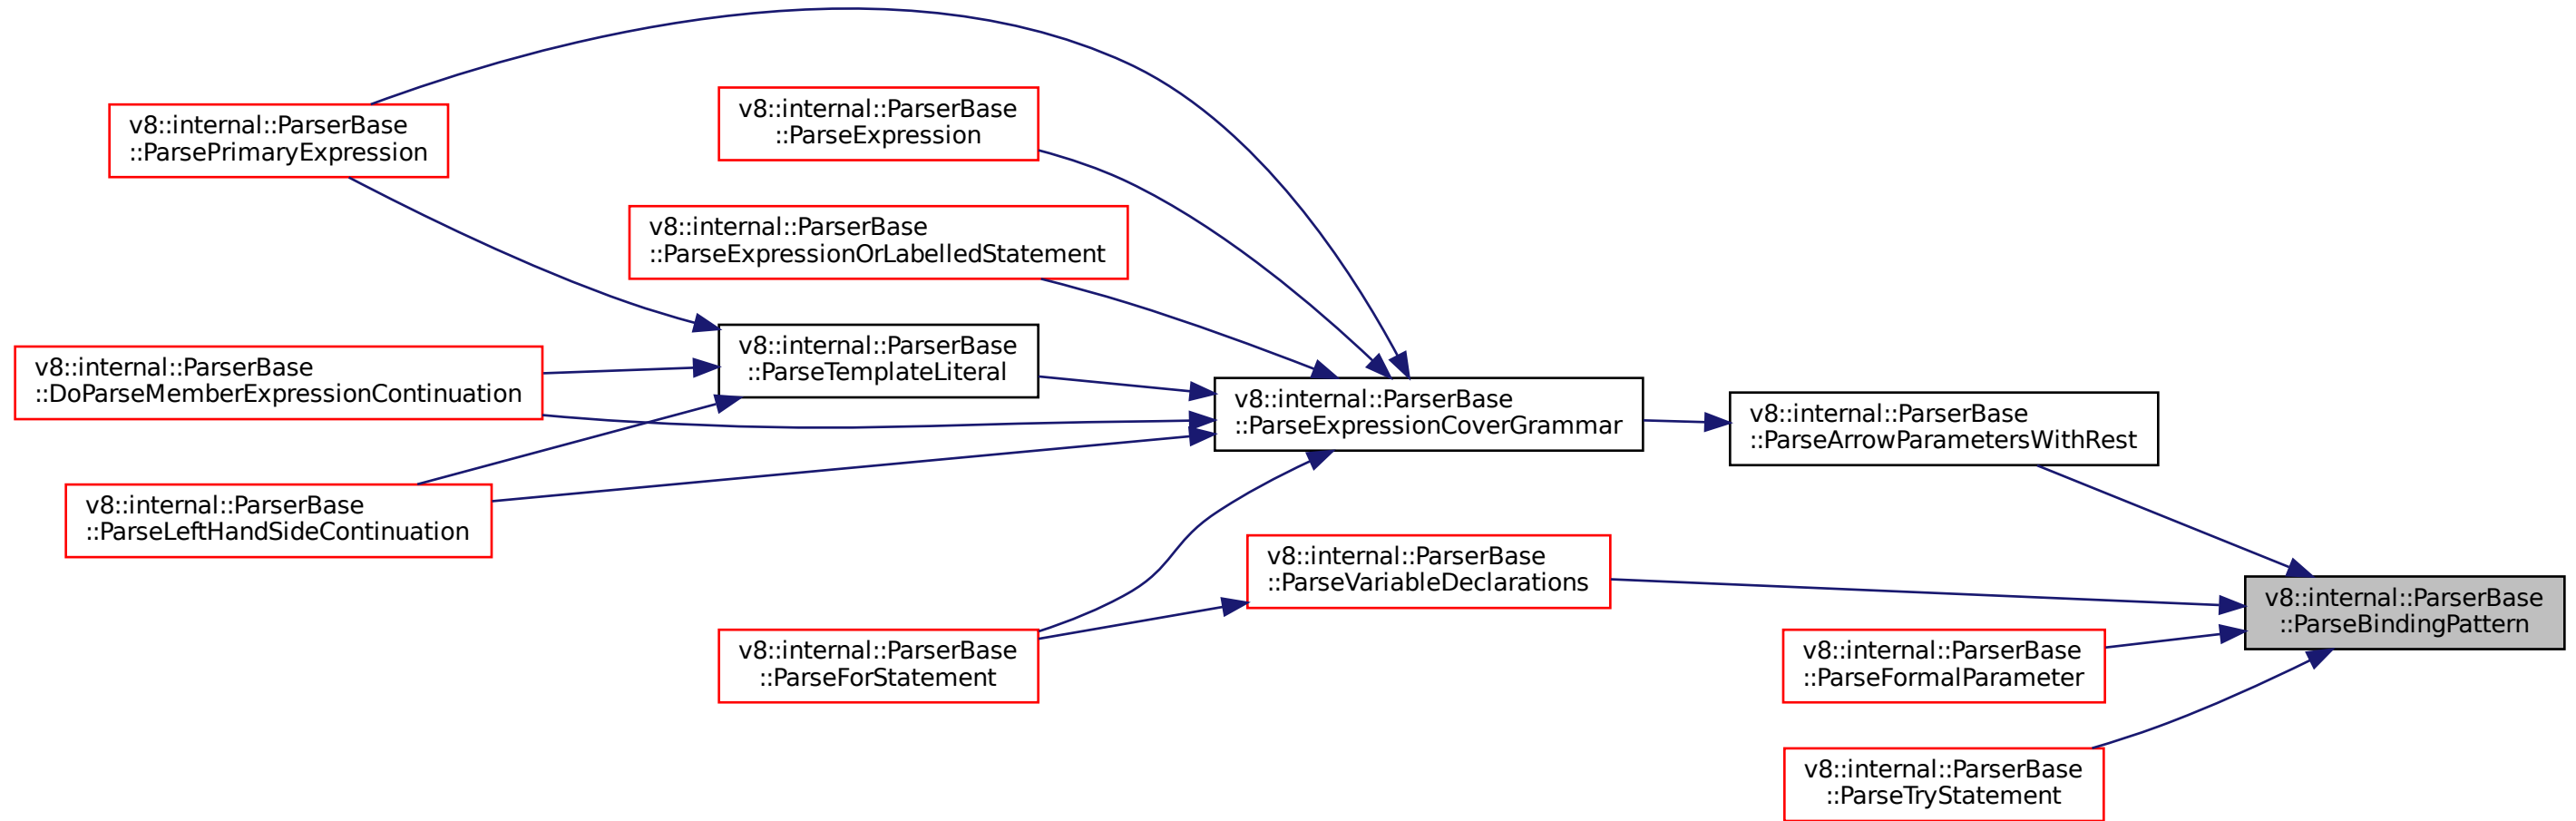 v8::internal::ParserBase
::ParsePrimaryExpression
v8::internal::ParserBase
::ParseExpression
v8::internal::ParserBase
::ParseExpressionOrLabelledStatement
v8::internal::ParserBase
::ParseTemplateLiteral
v8::internal::ParserBase
::DoParseMemberExpressionContinuation
v8::internal::ParserBase
::ParseExpressionCoverGrammar
v8::internal::ParserBase
::ParseArrowParametersWithRest
v8::internal::ParserBase
::ParseLeftHandSideContinuation
v8::internal::ParserBase
::ParseVariableDeclarations
v8::internal::ParserBase
::ParseBindingPattern
v8::internal::ParserBase
::ParseForStatement
v8::internal::ParserBase
::ParseFormalParameter
v8::internal::ParserBase
::ParseTryStatement